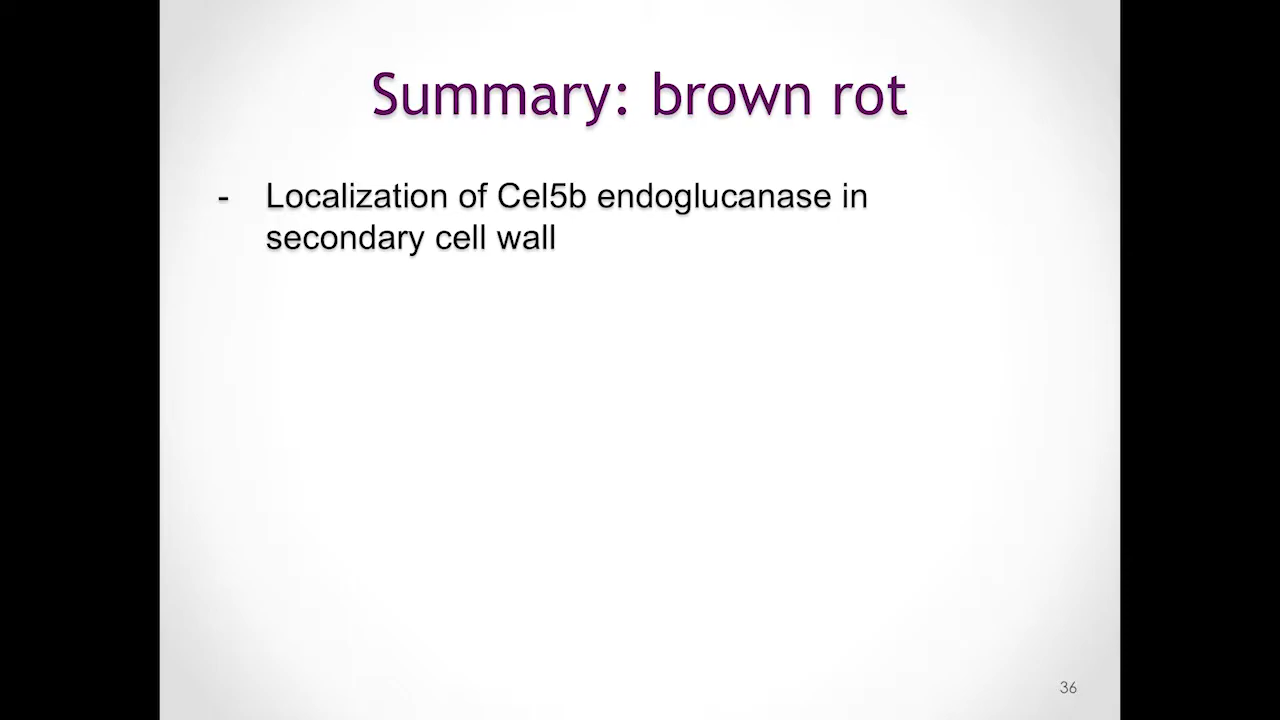 Summary: brown rot
- Localization of Cel5b endoglucanase in
secondary cell wall
36